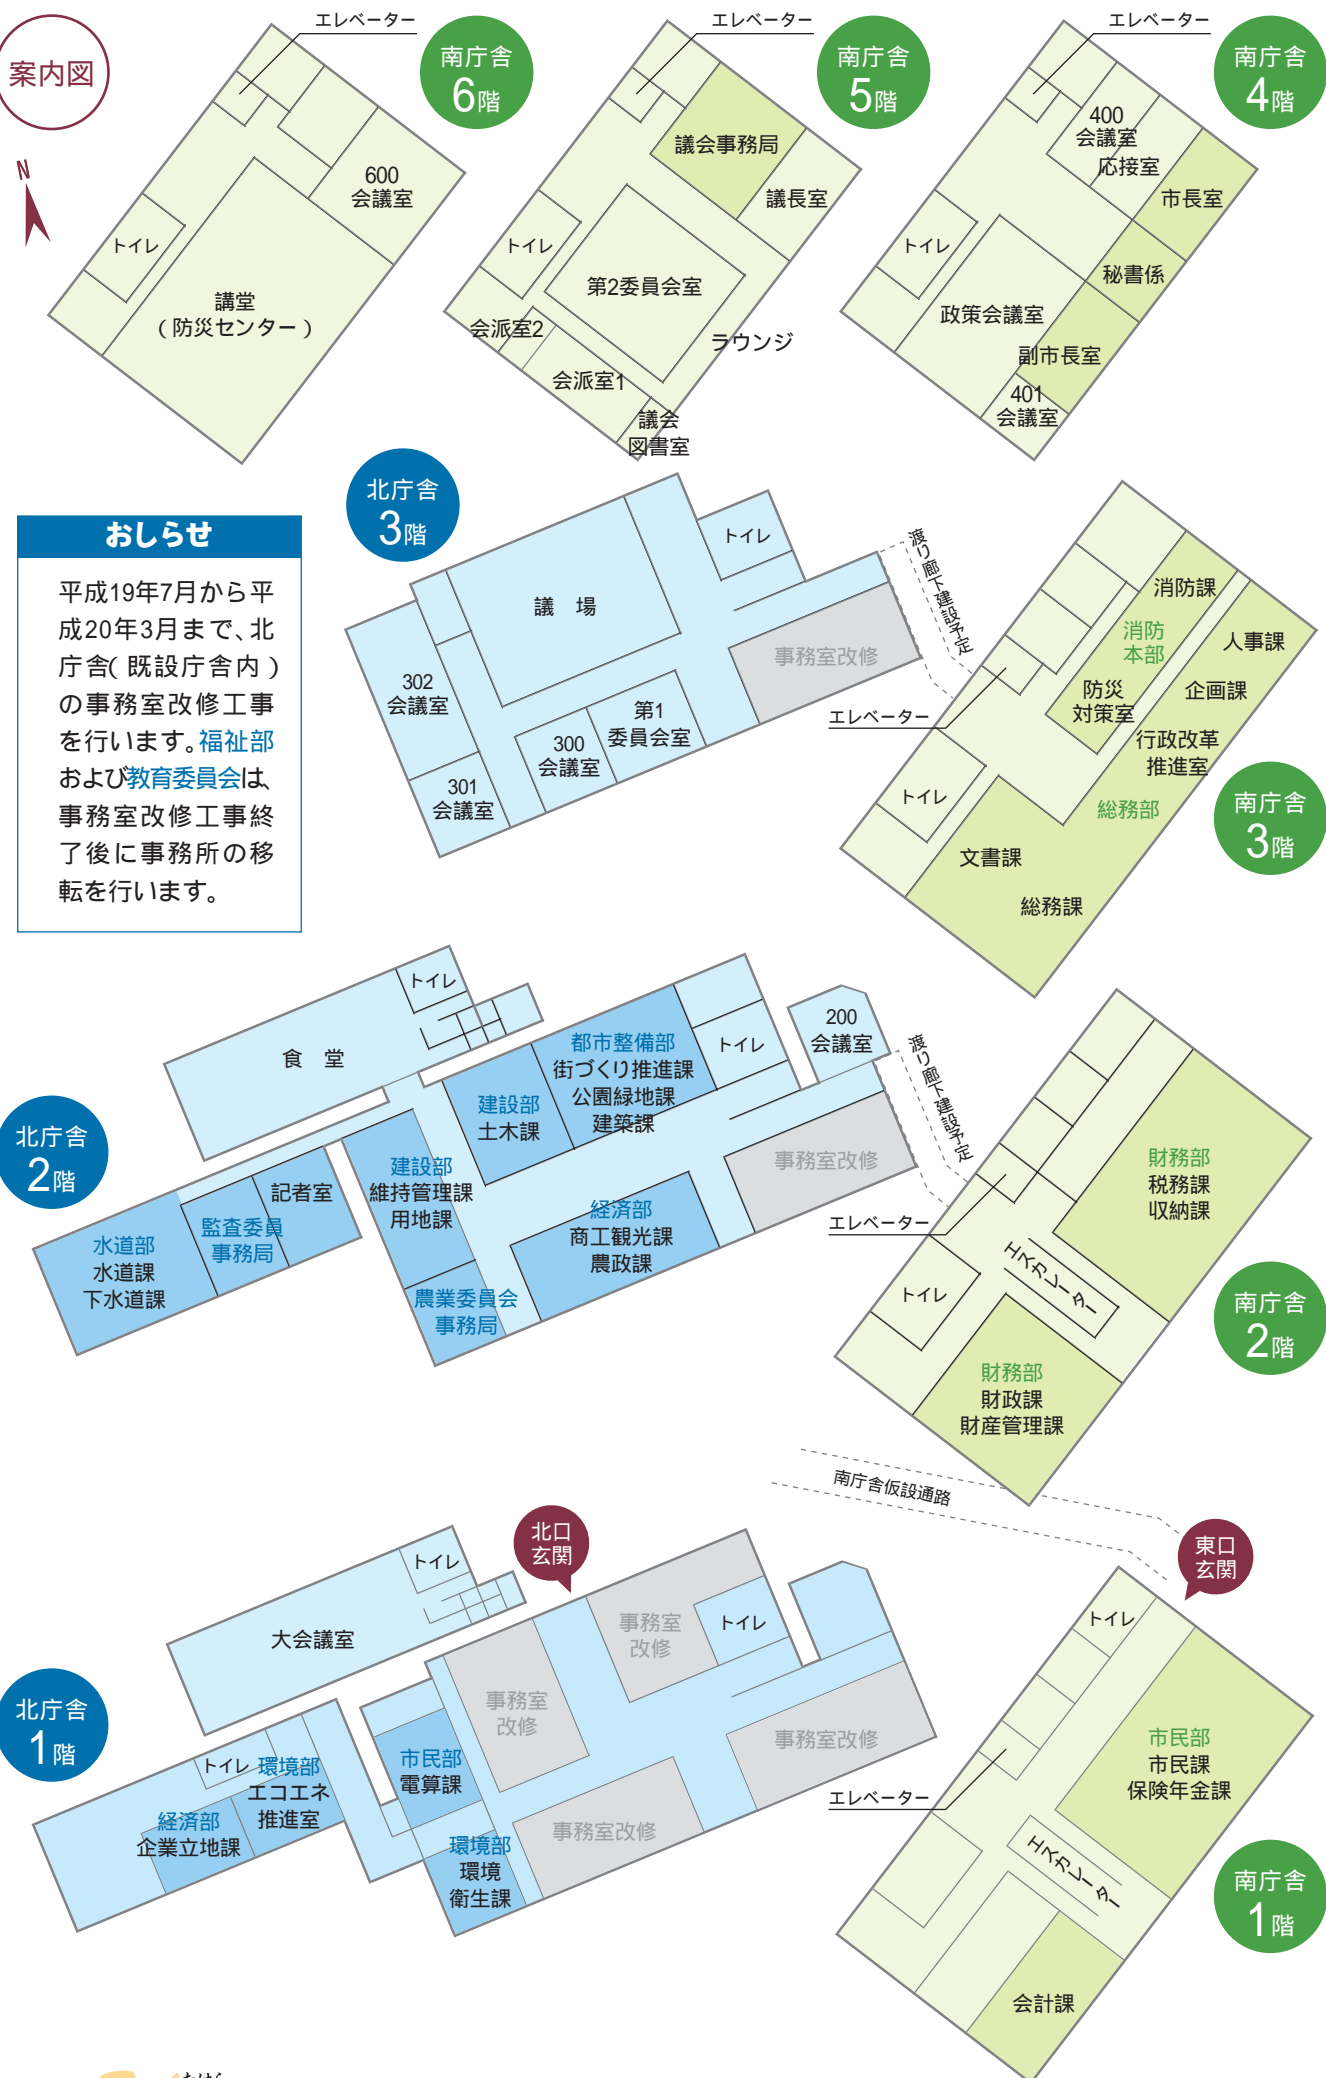 案内図
N
エレベーター
南庁舎
6階
600
会議室
トイレ
講堂
(防災センター)
エレベーター
南庁舎
5階
議会事務局
議長室
トイレ
第2委員会室
会派室2
ラウンジ
会派室1
議会
図書室
エレベーター
南庁舎
4階
400
会議室
応接室
市長室
トイレ
秘書係
政策会議室
副市長室
401
会議室
おしらせ
平成19年7月から平
成20年3月まで、北
庁舎(既設庁舎内)
の事務室改修工事
を行います。福祉部
および教育委員会は、
事務室改修工事終
了後に事務所の移
転を行います。
北庁舎
3階
トイレ
議 場
事務室改修
302
会議室
第1
委員会室
300
会議室
301
会議室
渡り廊下建設予定
消防課
消防
本部
人事課
防災
対策室
企画課
エレベーター
行政改革
推進室
トイレ
総務部
南庁舎
3階
文書課
総務課
トイレ
食 堂
200
会議室
都市整備部
街づくり推進課
公園緑地課
建築課
トイレ
建設部
土木課
北庁舎
2階
事務室改修
建設部
維持管理課
用地課
記者室
監査委員
事務局
経済部
商工観光課
農政課
水道部
水道課
下水道課
農業委員会
事務局
渡り廊下建設予定
財務部
税務課
収納課
エレベーター
エスカレーター
トイレ
南庁舎
2階
財務部
財政課
財産管理課
南庁舎仮設通路
北口
玄関
東口
玄関
トイレ
大会議室
事務室
改修
トイレ
事務室
改修
北庁舎
1階
事務室改修
トイレ
環境部
エコエネ
推進室
市民部
電算課
経済部
企業立地課
事務室改修
環境部
環境
衛生課
トイレ
市民部
市民課
保険年金課
エレベーター
エスカレーター
南庁舎
1階
会計課